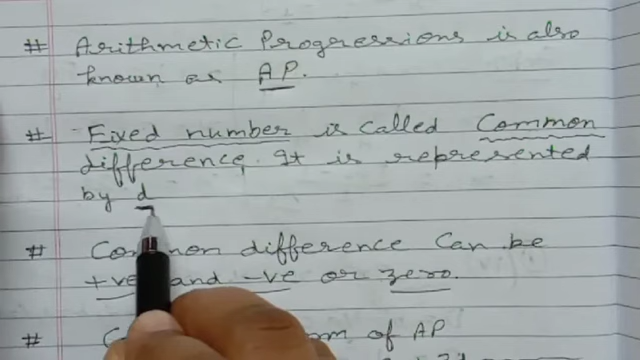 # Arithmetic Progressions is also
known as AP.
# Fixed number is called Common
difference. It is represented
by d
# Common difference Can be
+ve and -ve or zero.
# of AP